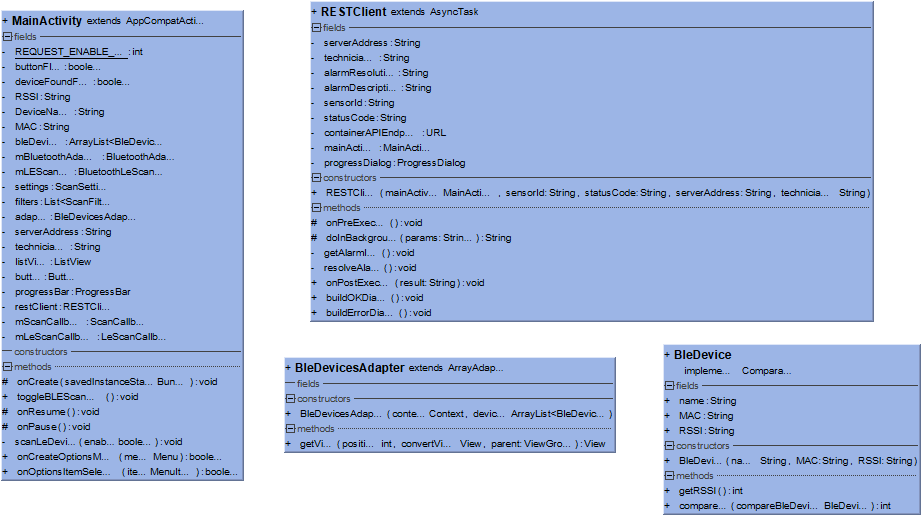 + MainActivity extends AppCompatActi...
fields
- REQUEST_ENABLE_... : int
- buttonFl... : boole...
- deviceFoundF... : boole...
- RSSI : String
- DeviceNa... : String
- MAC : String
- bleDevi... : ArrayList<BleDevic...
- mBluetoothAda... : BluetoothAda...
- mLEScan... : BluetoothLeScan...
- settings : ScanSetti...
- filters : List<ScanFilt...
- adap... : BleDevicesAdap...
- serverAddress : String
- technicia... : String
- listVi... : ListView
- butt... : Butt...
- progressBar : ProgressBar
- restClient : RESTCli...
- mScanCallb... : ScanCallb...
- mLeScanCallb... : LeScanCallb...
constructors
methods
# onCreate ( savedInstanceSta... Bun... ) : void
+ toggleBLEScan... ( ) : void
# onResume ( ) : void
# onPause ( ) : void
- scanLeDevi... ( enab... boole... ) : void
+ onCreateOptionsM... ( me... Menu ) : boole...
+ onOptionsItemSele... ( ite... MenuIt... ) : boole...
+ RESTClient extends AsyncTask
fields
- serverAddress : String
- technicia... : String
- alarmResoluti... : String
- alarmDescripti... : String
- sensorId : String
- statusCode : String
- containerAPIEndp... : URL
- mainActi... : MainActi...
- progressDialog : ProgressDialog
constructors
+ RESTCli... ( mainActiv... MainActi... , sensorId : String , statusCode : String , serverAddress : String , technicia... String )
methods
# onPreExec... ( ) : void
# doInBackgrou... ( params : Strin... ) : String
- getAlarmI... ( ) : void
- resolveAla... ( ) : void
+ onPostExec... ( result : String ) : void
+ buildOKDia... ( ) : void
+ buildErrorDia... ( ) : void
+ BleDevicesAdapter extends ArrayAdap...
fields
constructors
+ BleDevicesAdap... ( conte... Context , devic... ArrayList<BleDevic... )
methods
+ getVi... ( positi... int , convertVi... View , parent : ViewGro... ) : View
+ BleDevice
impleme... Compara...
fields
+ name : String
+ MAC : String
+ RSSI : String
constructors
+ BleDevi... ( na... String , MAC : String , RSSI : String )
methods
+ getRSSI ( ) : int
+ compare... ( compareBleDevi... BleDevi... ) : int